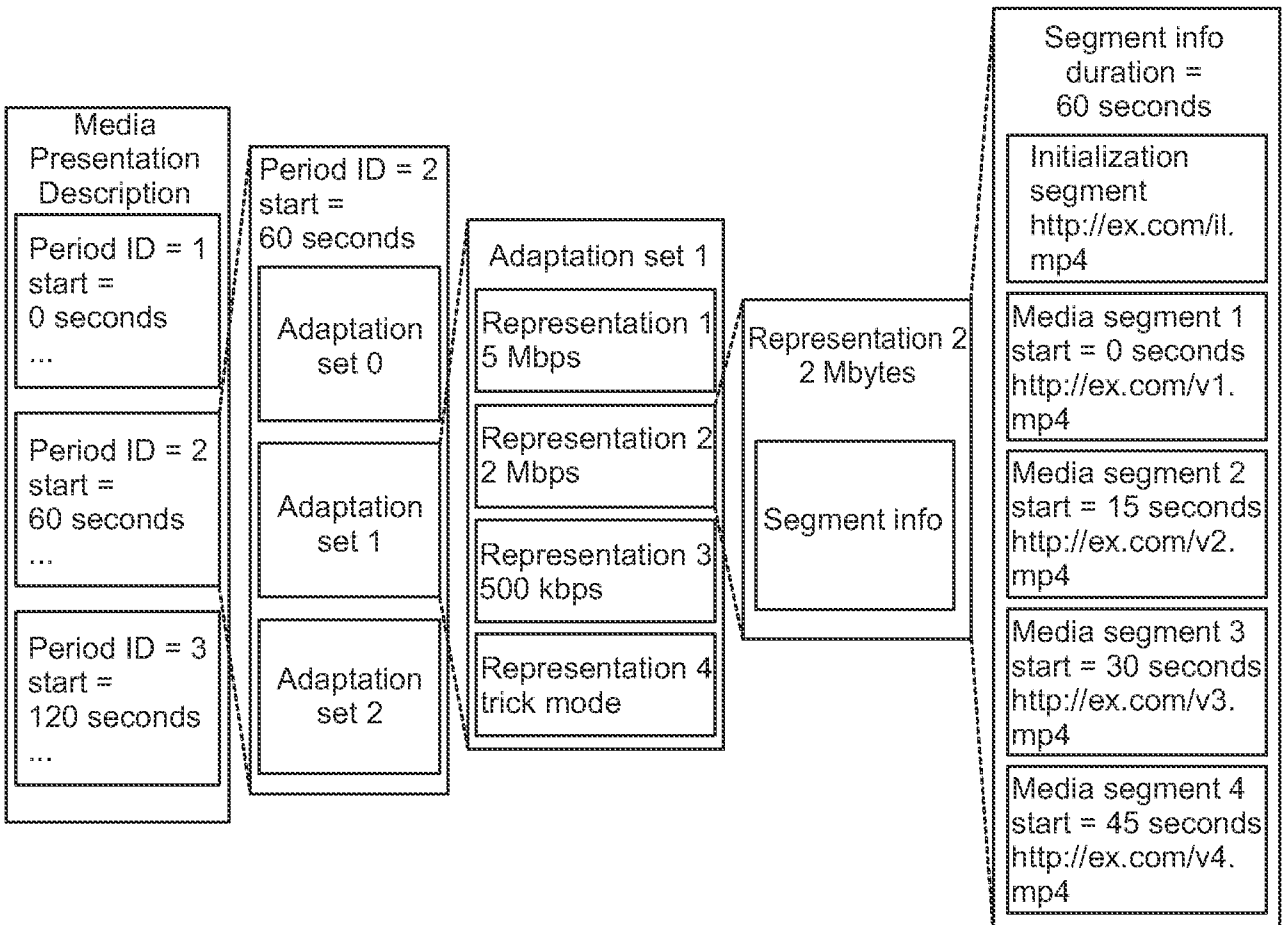 Media
Presentation
Description
Period ID = 1
start =
0 seconds
...
Period ID = 2
start =
60 seconds
...
Period ID = 3
start =
120 seconds
...
Period ID = 2
start =
60 seconds
Adaptation
set 0
Adaptation
set 1
Adaptation
set 2
Adaptation set 1
Representation 1
5 Mbps
Representation 2
2 Mbps
Representation 3
500 kbps
Representation 4
trick mode
Representation 2
2 Mbytes
Segment info
Segment info
duration =
60 seconds
Initialization
segment
http://ex.com/il.
mp4
Media segment 1
start = 0 seconds
http://ex.com/v1.
mp4
Media segment 2
start = 15 seconds
http://ex.com/v2.
mp4
Media segment 3
start = 30 seconds
http://ex.com/v3.
mp4
Media segment 4
start = 45 seconds
http://ex.com/v4.
mp4